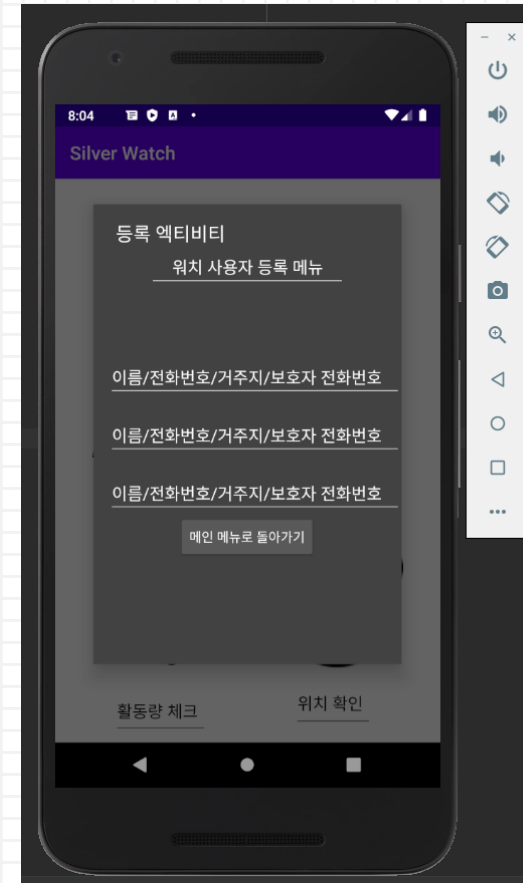 8:04
Silver Watch
등록 엑티비티
워치 사용자 등록 메뉴
이름/전화번호/거주지/보호자 전화번호
이름/전화번호/거주지/보호자 전화번호
이름/전화번호/거주지/보호자 전화번호
메인 메뉴로 돌아가기
활동량 체크
위치 확인